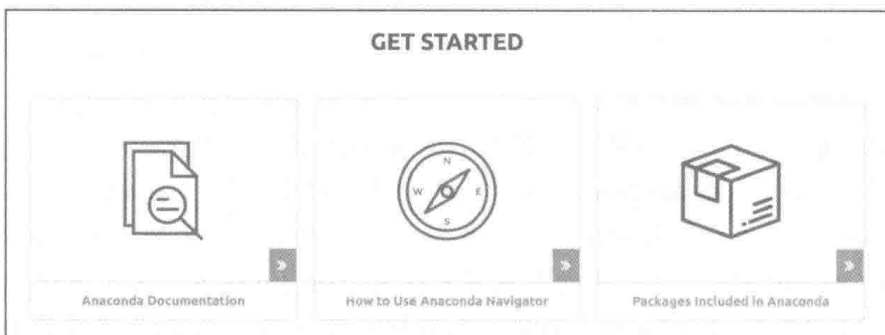 GET STARTED
N
W E
S
»
»
»
Anaconda Documentation
How to Use Anaconda Navigator
Packages Included in Anaconda